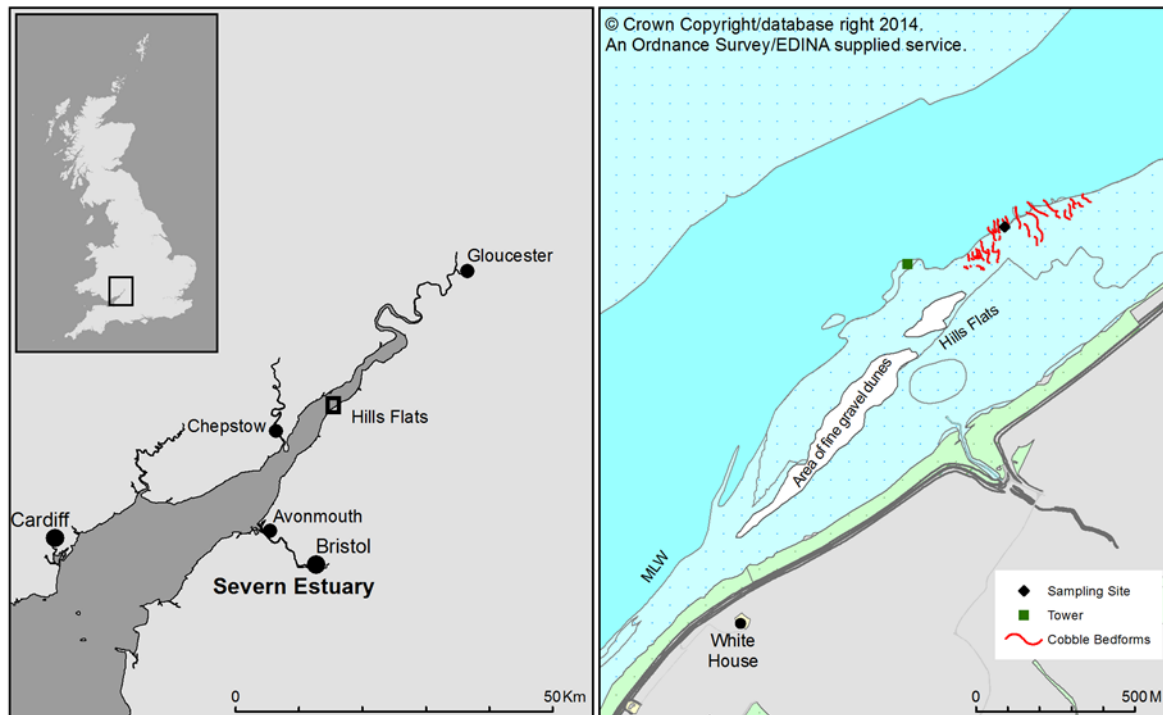 Gloucester
Hills Flats
Chepstow
Cardiff
Avonmouth
Bristol
Severn Estuary
0
50 Km
© Crown Copyright/database right 2014.
An Ordnance Survey/EDINA supplied service.
Hills Flats
Area of fine gravel dunes
MLW
White
House
Sampling Site
Tower
Cobble Bedforms
0
500 M